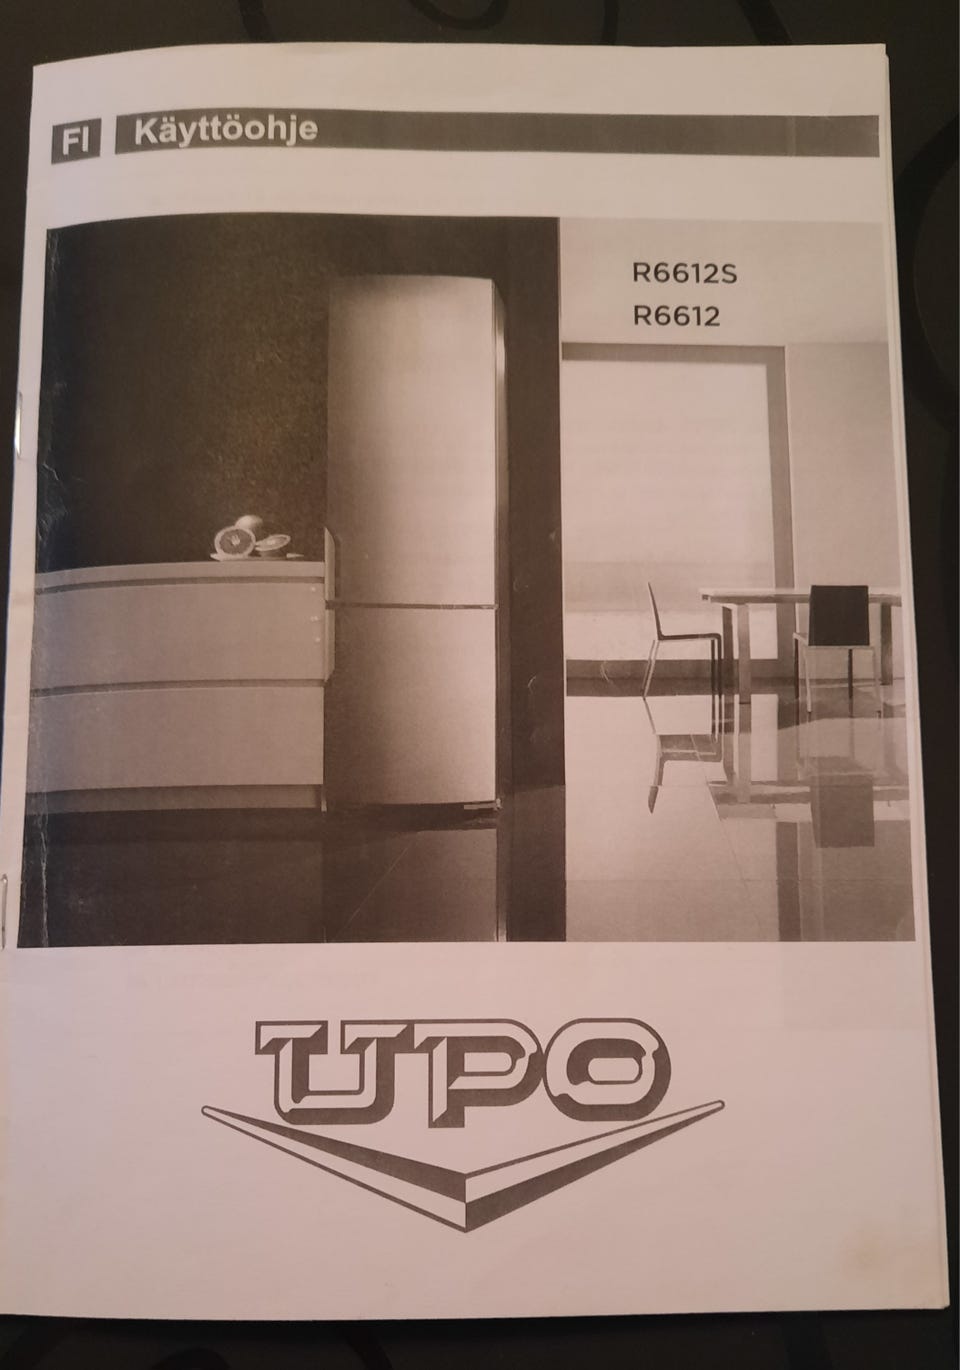 FI
Käyttöohje
R6612S
R6612
UPO